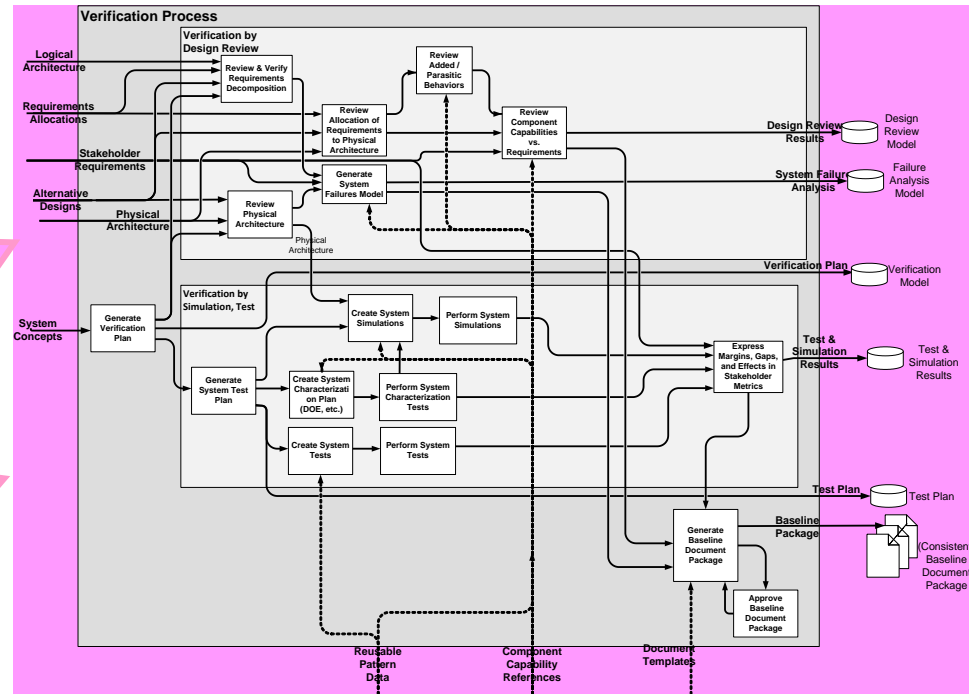 Verification Process
Verification by
Design Review
Logical
Architecture
Review & Verify
Requirements
Decomposition
Review
Added /
Parasitic
Behaviors
Requirements
Allocations
Review
Allocation of
Requirements
to Physical
Architecture
Review
Component
Capabilities
vs.
Requirements
Design Review
Results
Design
Review
Model
Stakeholder
Requirements
Generate
System
Failures Model
System Failure
Analysis
Failure
Analysis
Model
Alternative
Designs
Physical
Architecture
Review
Physical
Architecture
Physical
Architecture
Verification Plan
Verification
Model
Verification by
Simulation, Test
System
Concepts
Generate
Verification
Plan
Create System
Simulations
Perform System
Simulations
Express
Margins, Gaps,
and Effects in
Stakeholder
Metrics
Test &
Simulation
Results
Test &
Simulation
Results
Generate
System Test
Plan
Create System
Characterizati
on Plan
(DOE, etc.)
Perform System
Characterization
Tests
Create System
Tests
Perform System
Tests
Test Plan
Test Plan
Generate
Baseline
Document
Package
Baseline
Package
(Consisten
Baseline
Document
Package
Approve
Baseline
Document
Package
Reusable
Pattern
Data
Component
Capability
References
Document
Templates